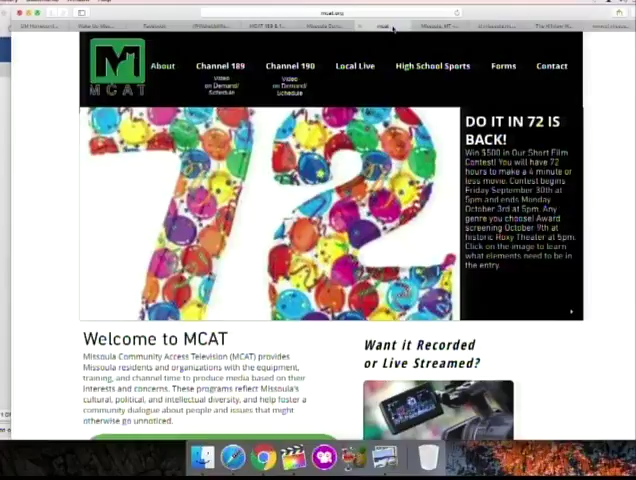 mcat.org
mcat
Missoula, MT -
M
MCAT
About
Channel 189
Channel 190
Local Live
High School Sports
Forms
Contact
Video
on Demand/
Schedule
Video
on Demand/
Schedule
72
DO IT IN 72 IS
BACK!
Win $500 in Our Short Film
Contest! You will have 72
hours to make a 4 minute or
less movie. Contest begins
Friday September 30th at
5pm and ends Monday
October 3rd at 5pm. Any
genre you choose! Award
screening October 9th at
historic Roxy Theater at 5pm.
Click on the image to learn
what elements need to be in
the entry.
Welcome to MCAT
Missoula Community Access Television (MCAT) provides
Missoula residents and organizations with the equipment,
training, and channel time to produce media based on their
interests and concerns. These programs reflect Missoula's
cultural, political, and intellectual diversity, and help foster a
community dialogue about people and issues that might
otherwise go unnoticed.
Want it Recorded
or Live Streamed?